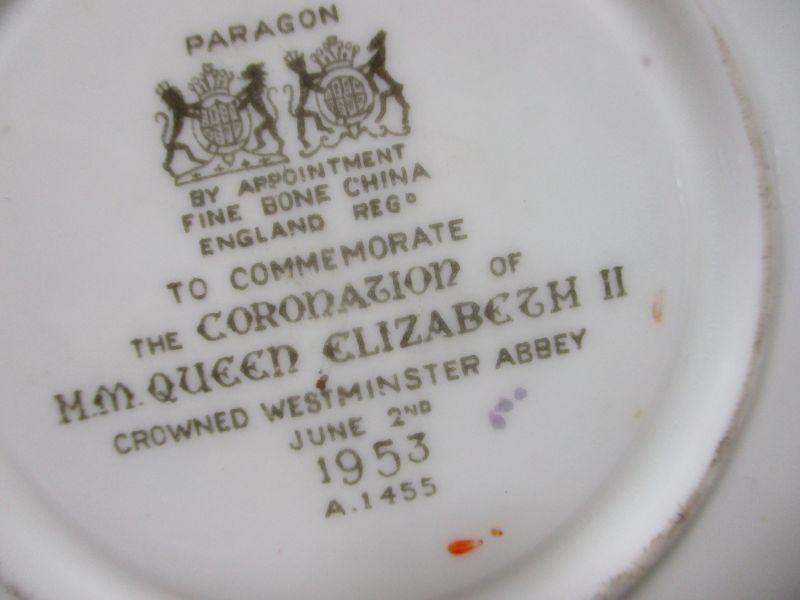 PARAGON
BY APPOINTMENT
FINE BONE CHINA
ENGLAND REGD
TO COMMEMORATE
THE CORONATION OF
H.M. QUEEN ELIZABETH II
CROWNED WESTMINSTER ABBEY
JUNE 2ND
1953
A.1455